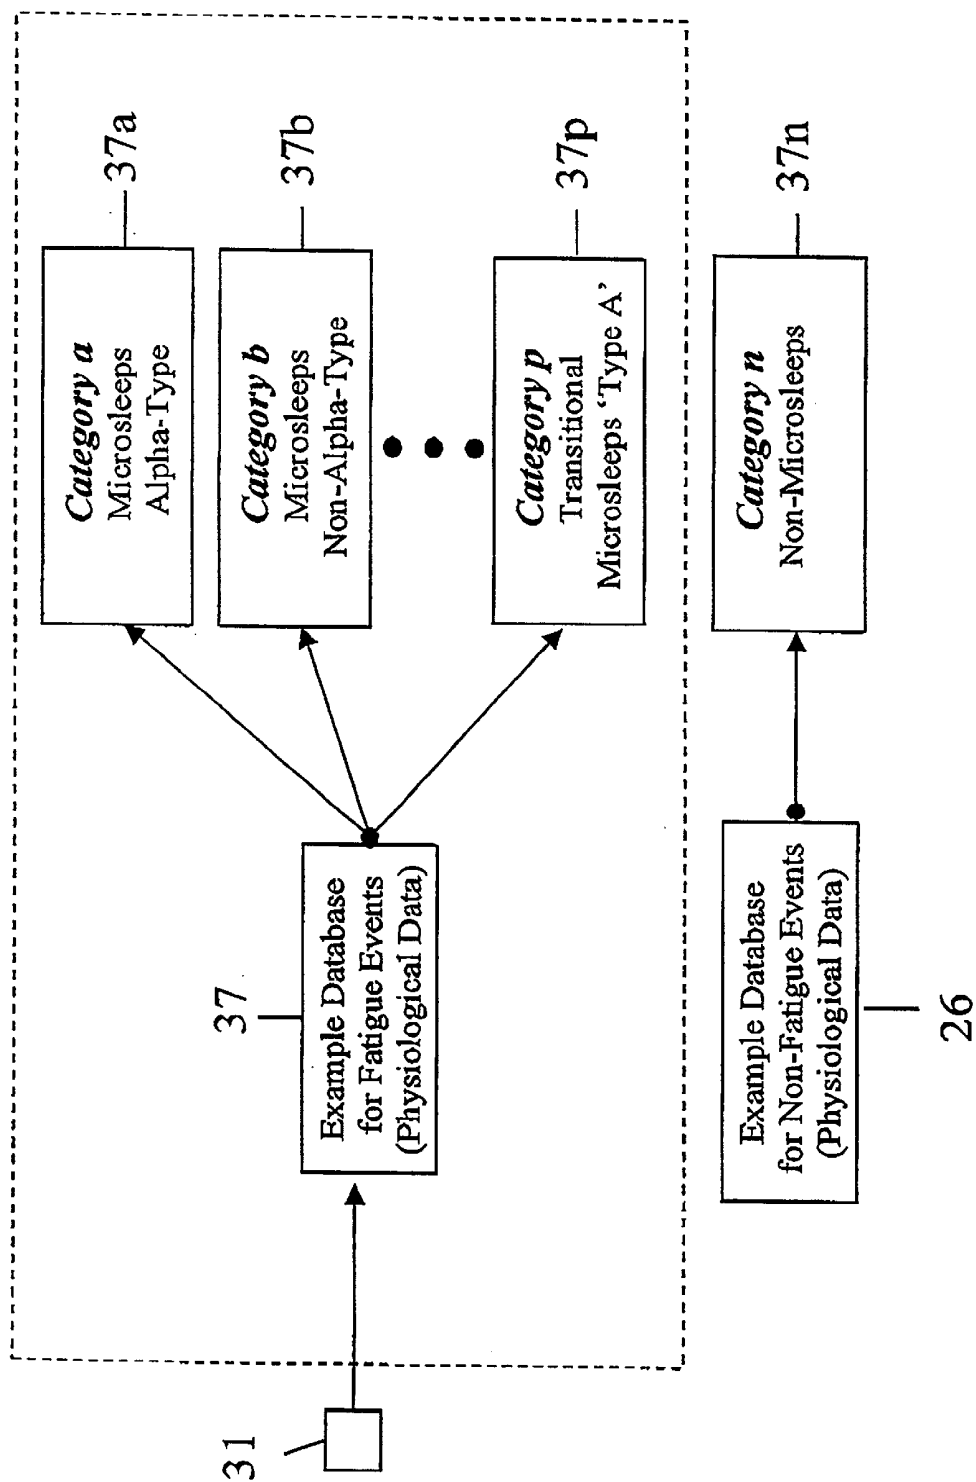 31
37
Example Database
for Fatigue Events
(Physiological Data)
Category a
Microsleeps
Alpha-Type
37a
Category b
Microsleeps
Non-Alpha-Type
37b
Category p
Transitional
Microsleeps ‘Type A’
37p
Example Database
for Non-Fatigue Events
(Physiological Data)
26
Category n
Non-Microsleeps
37n